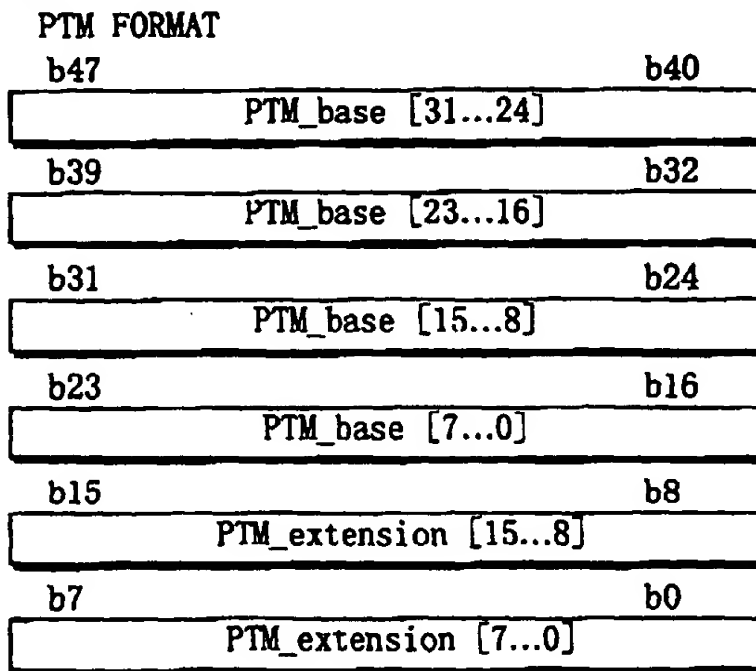 PTM FORMAT
b47 b40
PTM_base [31...24]
b39 b32
PTM_base [23...16]
b31 b24
PTM_base [15...8]
b23 b16
PTM_base [7...0]
b15 b8
PTM_extension [15...8]
b7 b0
PTM_extension [7...0]